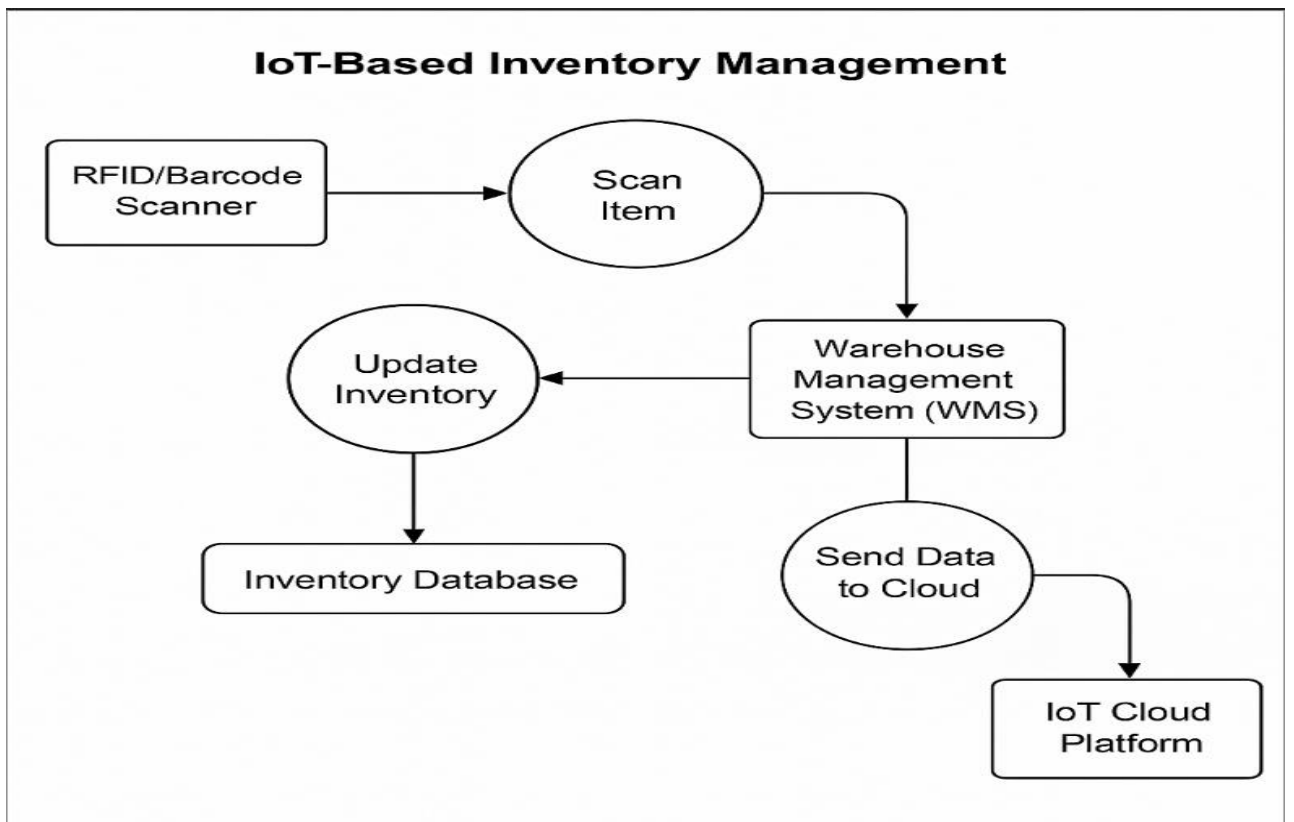 IoT-Based Inventory Management
RFID/Barcode
Scanner
Scan
Item
Update
Inventory
Warehouse
Management
System (WMS)
Inventory Database
Send Data
to Cloud
IoT Cloud
Platform